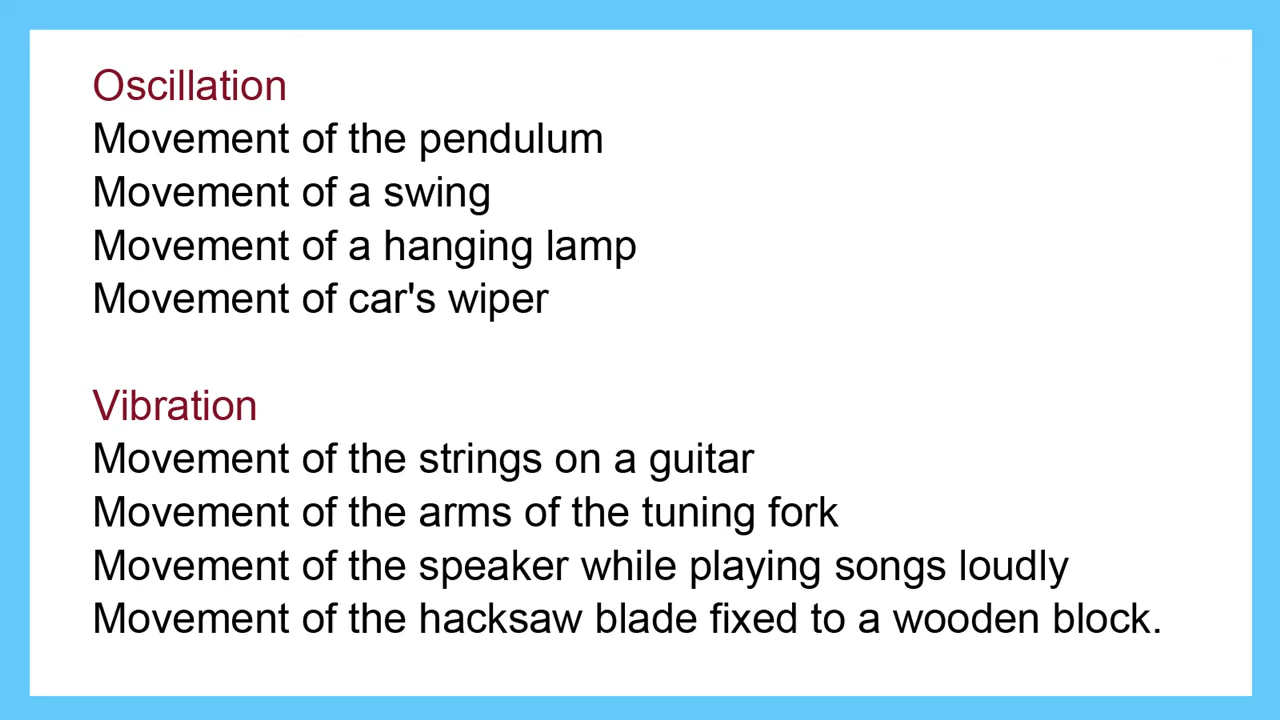 Oscillation
Movement of the pendulum
Movement of a swing
Movement of a hanging lamp
Movement of car's wiper
Vibration
Movement of the strings on a guitar
Movement of the arms of the tuning fork
Movement of the speaker while playing songs loudly
Movement of the hacksaw blade fixed to a wooden block.